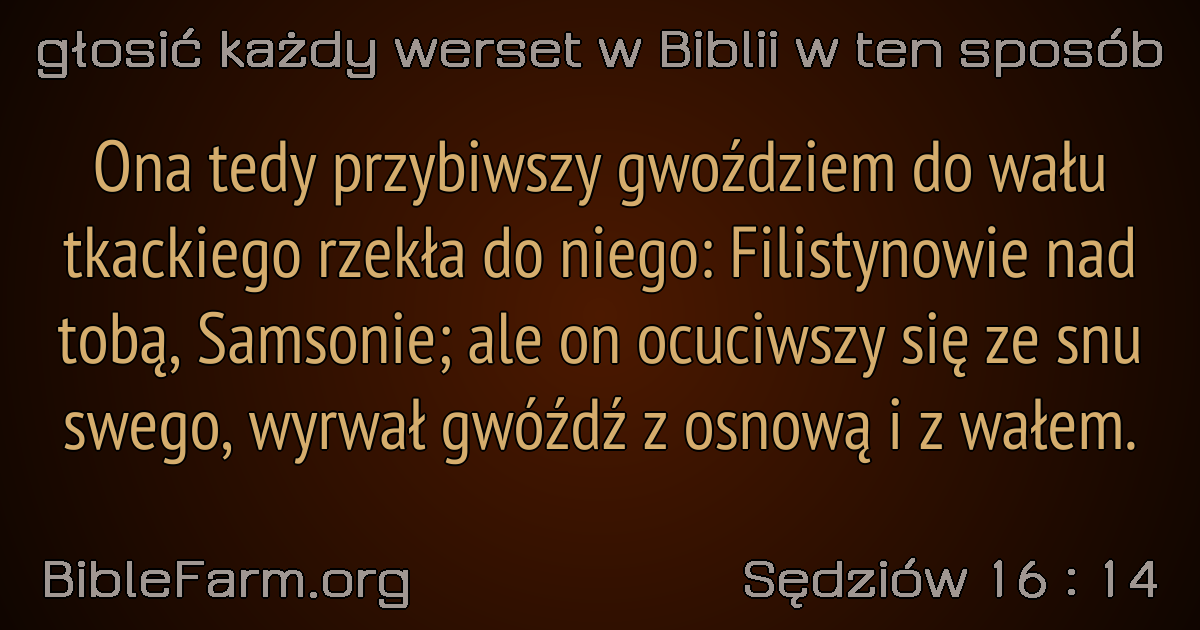 głosić każdy werset w Biblii w ten sposób
Ona tedy przybiwszy gwoździem do wału
tkackiego rzekła do niego: Filistynowie nad
tobą, Samsonie; ale on ocuciwszy się ze snu
swego, wyrwał gwóźdź z osnową i z wałem.
BibleFarm.org
Sędziów 16 : 14